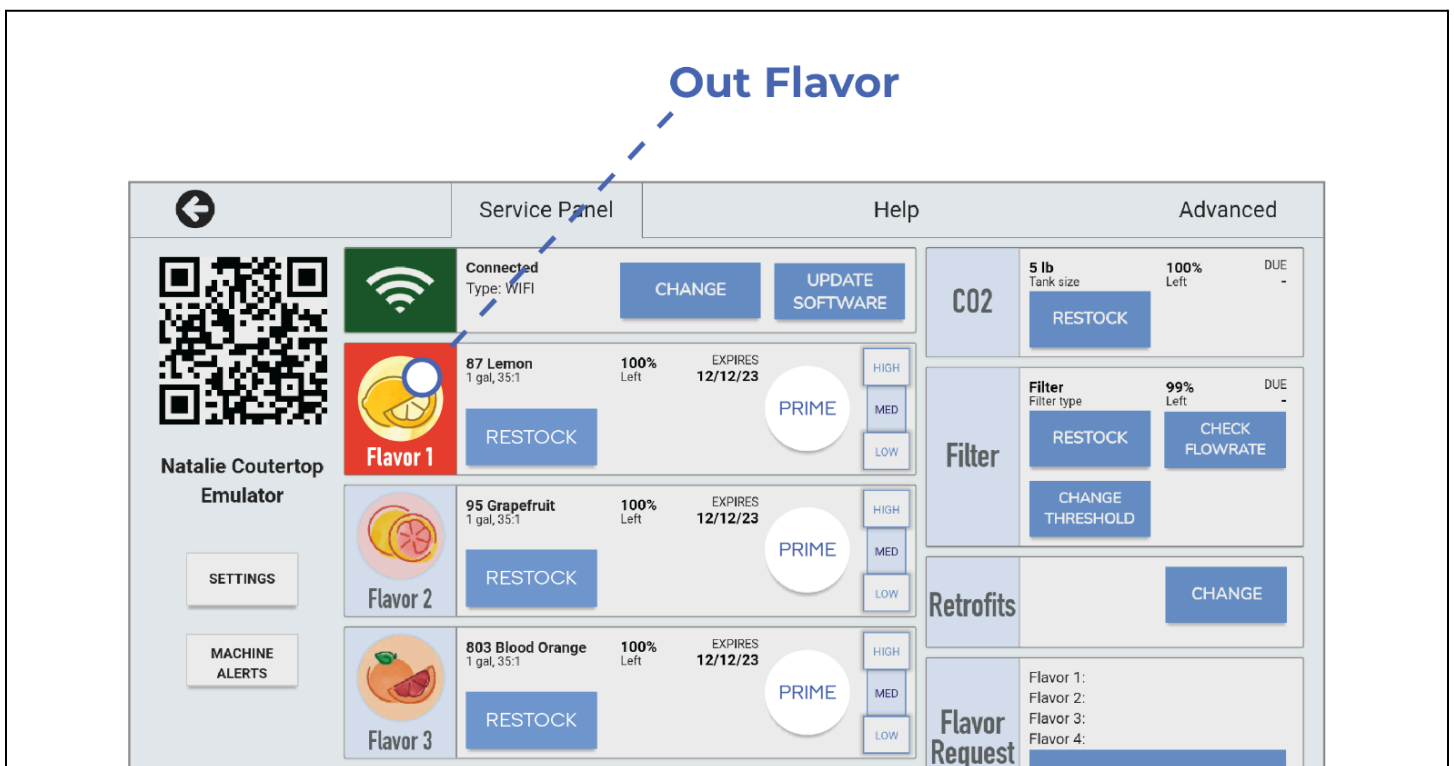 Out Flavor
Service Panel
Help
Advanced
Natalie Coutertop
Emulator
SETTINGS
MACHINE
ALERTS
Connected
Type: WIFI
CHANGE
UPDATE
SOFTWARE
Flavor 1
87 Lemon
1 gal, 35:1
100%
Left
EXPIRES
12/12/23
RESTOCK
PRIME
HIGH
MED
LOW
Flavor 2
95 Grapefruit
1 gal, 35:1
100%
Left
EXPIRES
12/12/23
RESTOCK
PRIME
HIGH
MED
LOW
Flavor 3
803 Blood Orange
1 gal, 35:1
100%
Left
EXPIRES
12/12/23
RESTOCK
PRIME
HIGH
MED
LOW
CO2
5 lb
Tank size
100%
Left
DUE
-
RESTOCK
Filter
Filter
Filter type
99%
Left
DUE
-
RESTOCK
CHECK
FLOWRATE
CHANGE
THRESHOLD
Retrofits
CHANGE
Flavor
Request
Flavor 1:
Flavor 2:
Flavor 3:
Flavor 4: